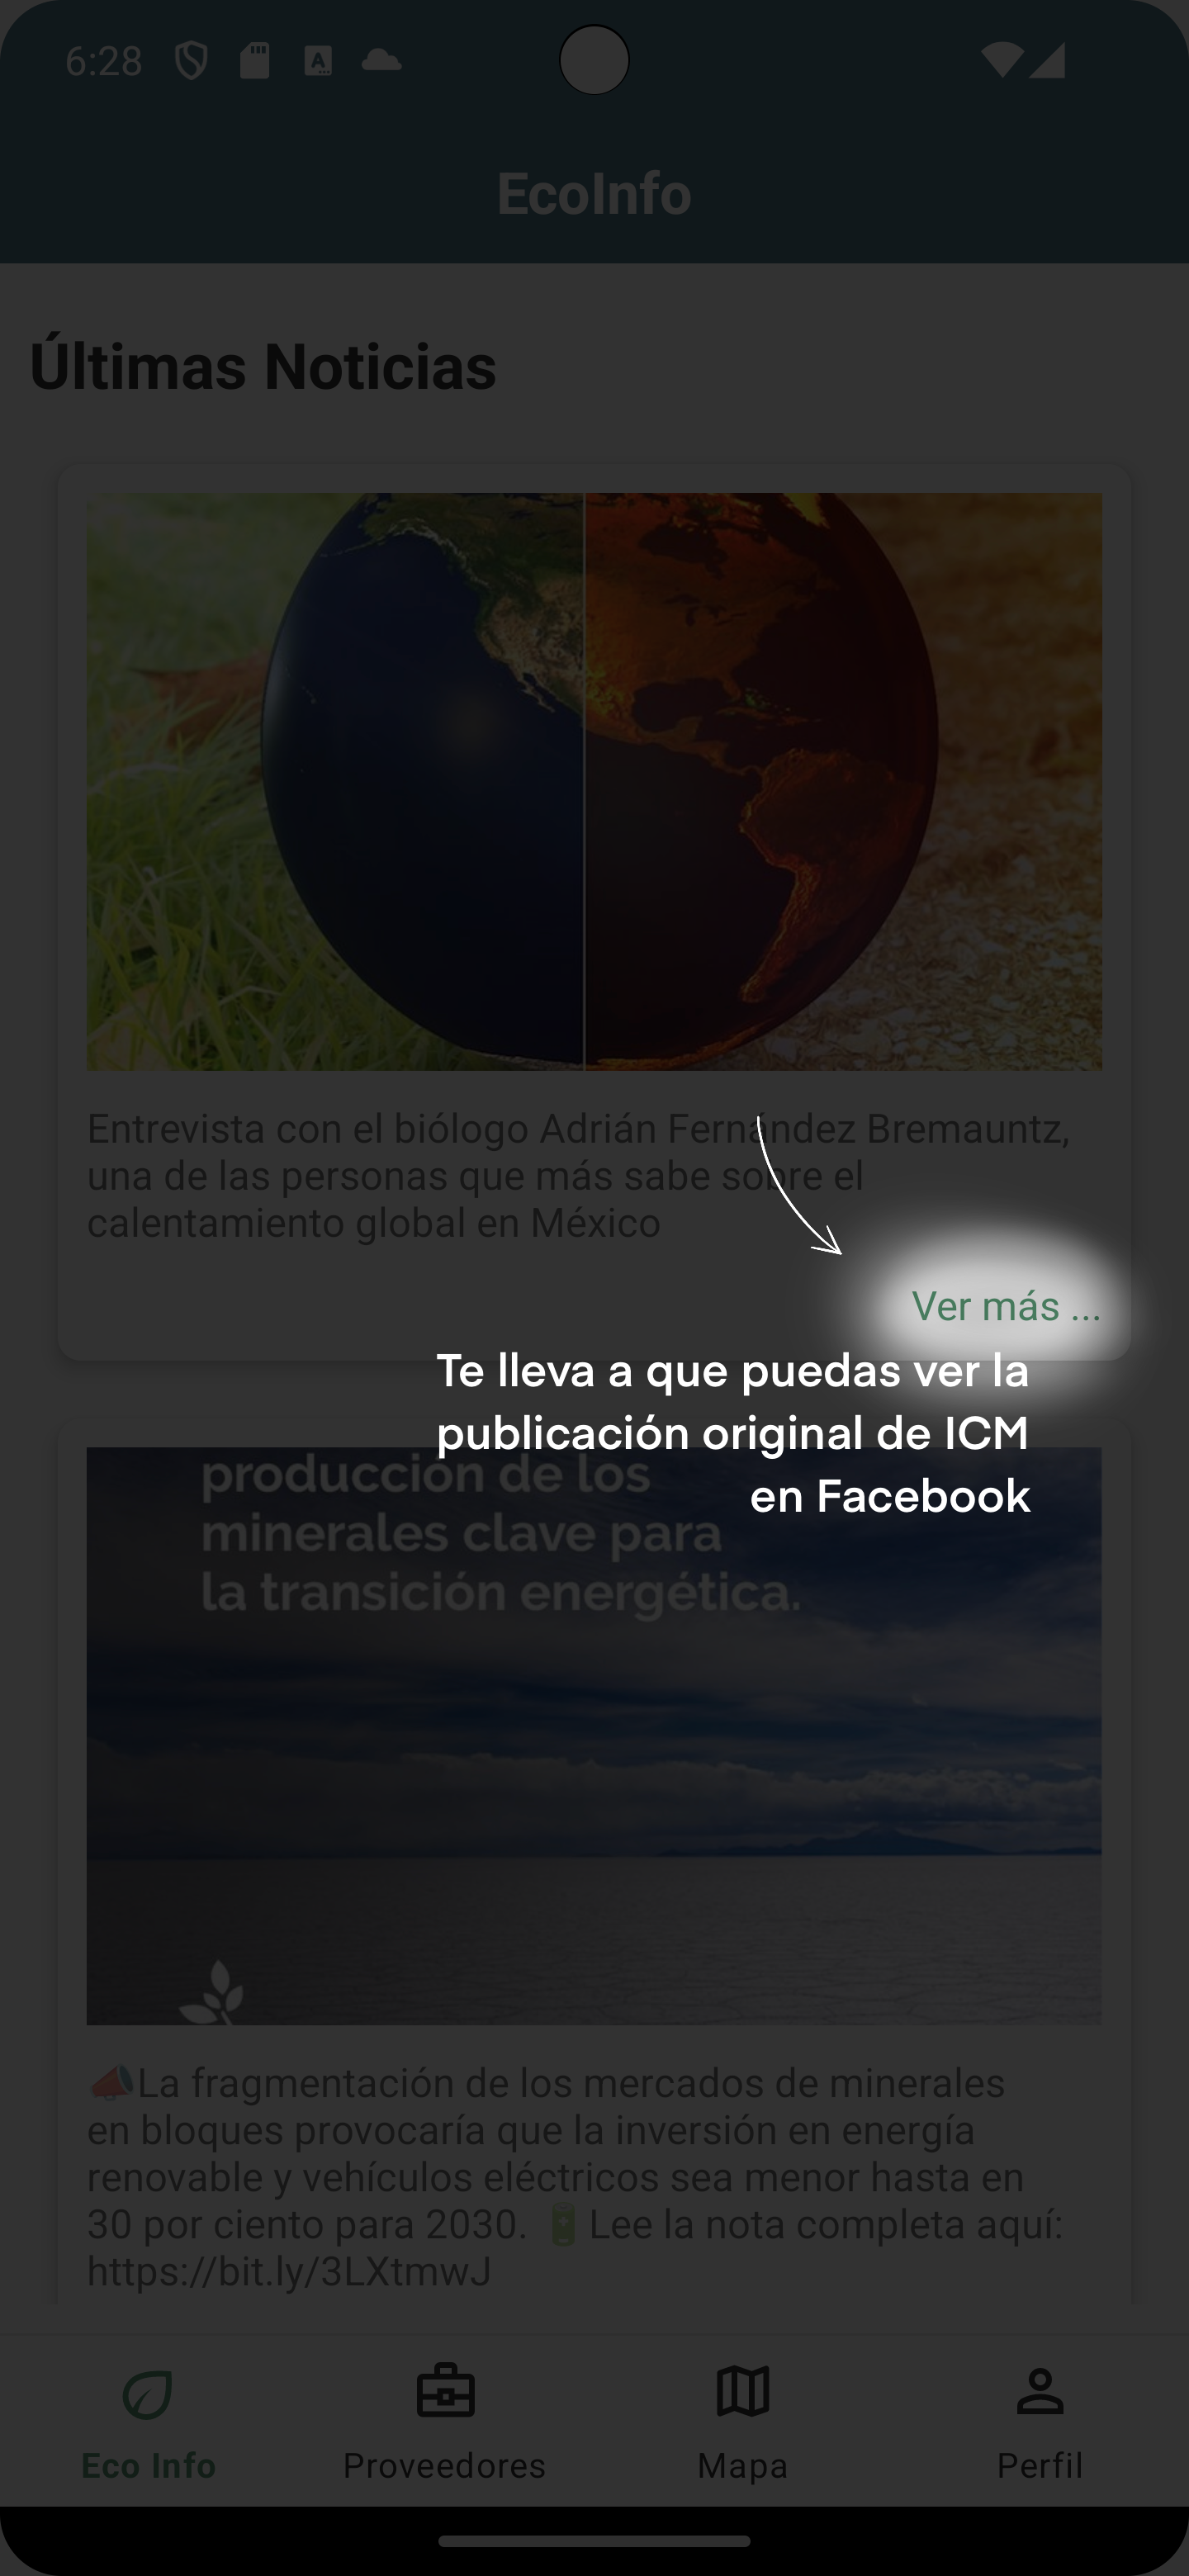 6:28
EcoInfo
Últimas Noticias
Entrevista con el biólogo Adrián Fernández Bremauntz,
una de las personas que más sabe sobre el
calentamiento global en México
Ver más ...
Te lleva a que puedas ver la
publicación original de ICM
en Facebook
producción de los
minerales clave para
la transición energética.
📣La fragmentación de los mercados de minerales
en bloques provocaría que la inversión en energía
renovable y vehículos eléctricos sea menor hasta en
30 por ciento para 2030. 🔋Lee la nota completa aquí:
https://bit.ly/3LXtmwJ
Eco Info
Proveedores
Mapa
Perfil